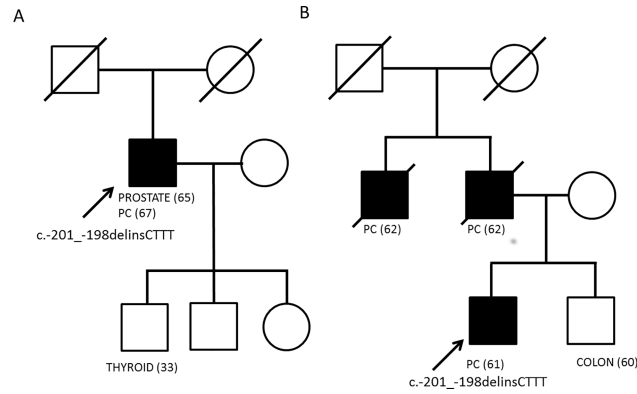 A
PROSTATE (65)
PC (67)
c.-201_-198delinsCTTT
THYROID (33)
B
PC (62)
PC (62)
PC (61)
c.-201_-198delinsCTTT
COLON (60)